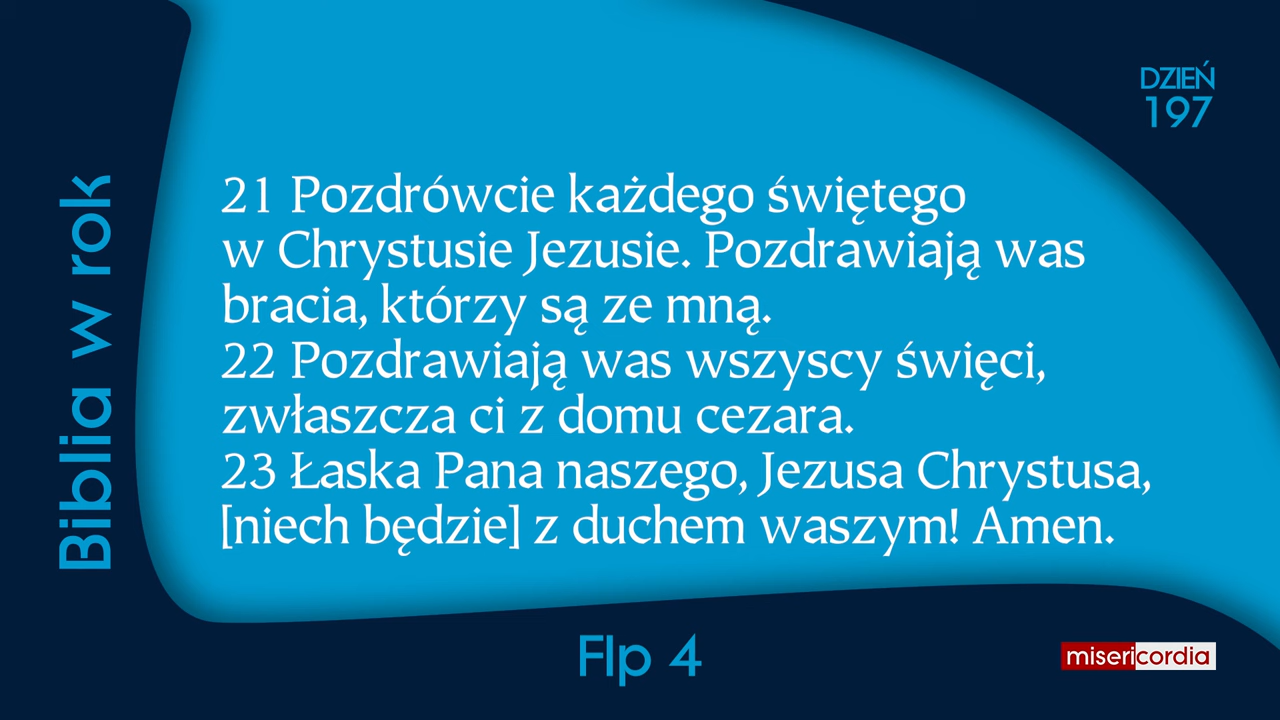 DZIEŃ
197
Biblia w rok
21 Pozdrówcie każdego świętego
w Chrystusie Jezusie. Pozdrawiają was
bracia, którzy są ze mną.
22 Pozdrawiają was wszyscy święci,
zwłaszcza ci z domu cezara.
23 Łaska Pana naszego, Jezusa Chrystusa,
[niech będzie] z duchem waszym! Amen.
Flp 4
misericordia